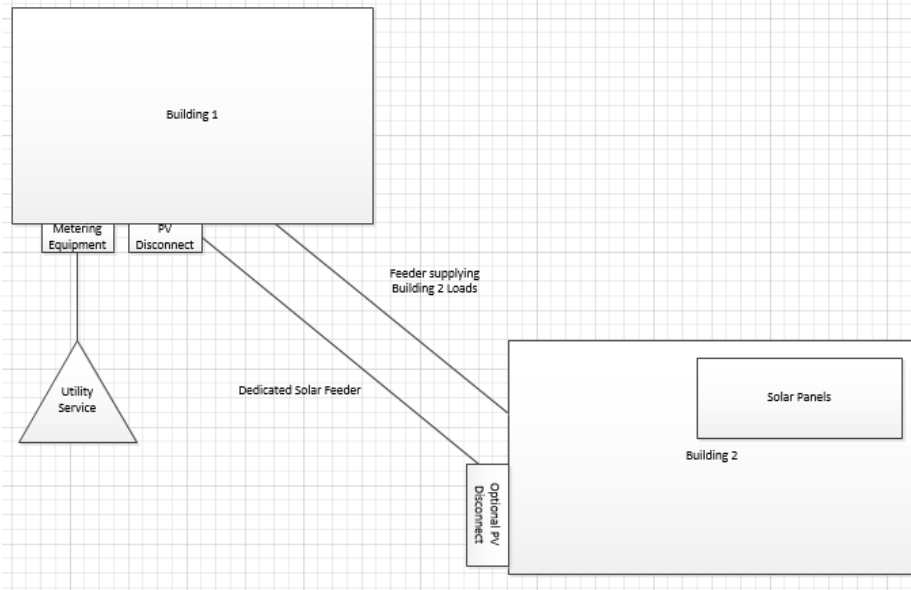 Building 1
Metering
Equipment
PV
Disconnect
Feeder supplying
Building 2 Loads
Dedicated Solar Feeder
Utility
Service
Solar Panels
Building 2
Optional PV
Disconnect